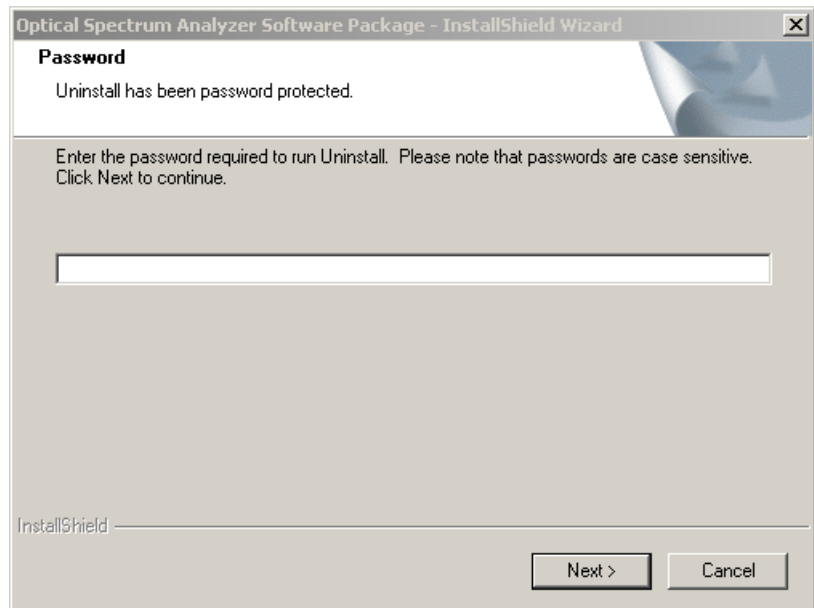 Optical Spectrum Analyzer Software Package - InstallShield Wizard
Password
Uninstall has been password protected.
Enter the password required to run Uninstall. Please note that passwords are case sensitive.
Click Next to continue.
InstallShield
Next >
Cancel